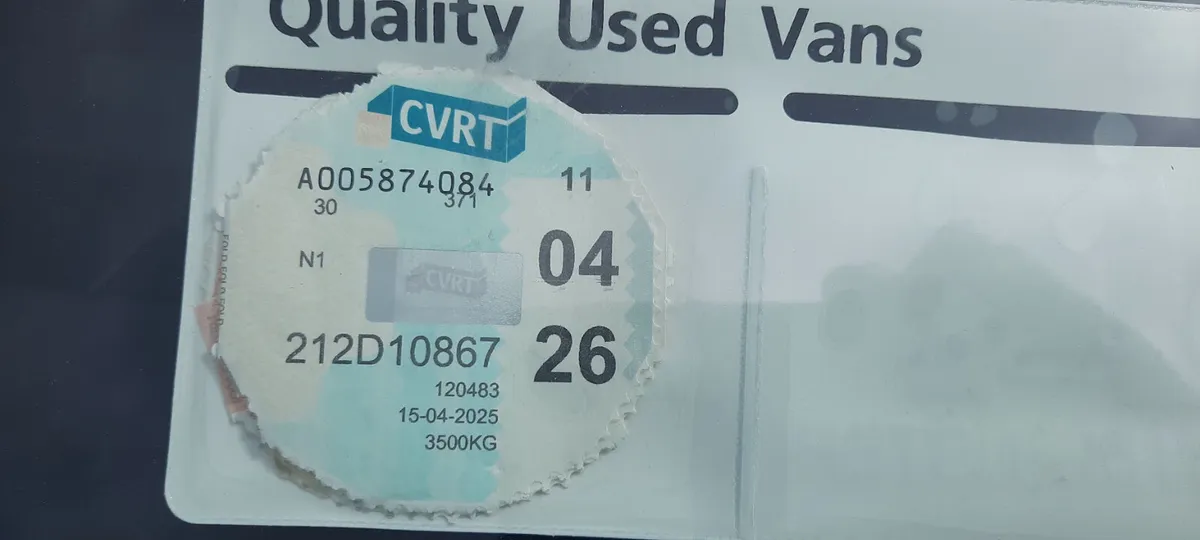 Quality Used Vans
CVRT
A005874084
11
30
371
04
N1
CVRT
212D10867
26
120483
15-04-2025
3500KG